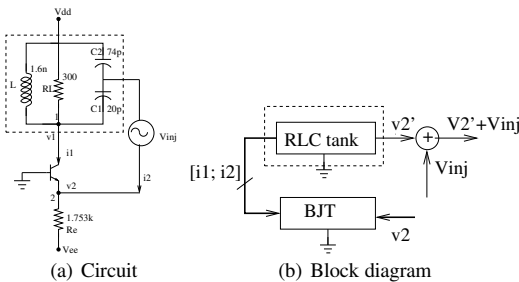 Vdd
C2 74p
1.6n
300
L
RL
C1 20p
1
v1
Vinj
i1
v2
i2
2
1.753k
Re
Vee
(a) Circuit
RLC tank
v2'
+
V2'+Vinj
Vinj
[i1; i2]
BJT
v2
(b) Block diagram